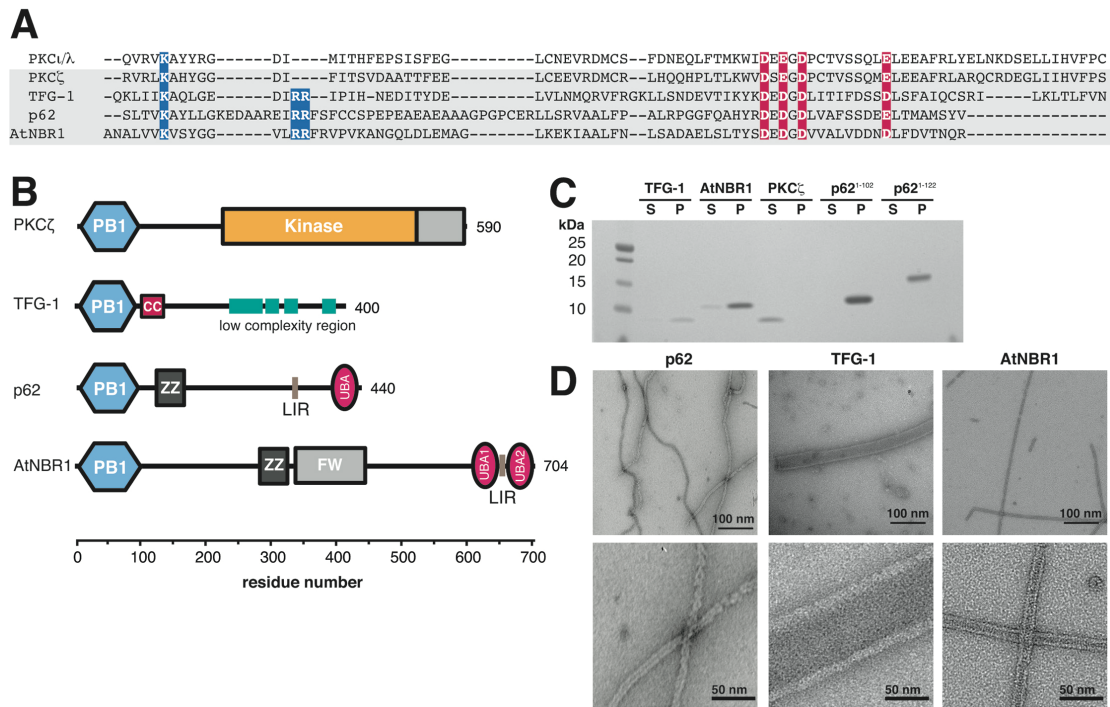 A
PKCι/λ --QVRVKAYYRG-----DI----MITHFEPSISFEG---------LCNEVRDMCS--FDNEQLFTMKWIDEEGDPCTVSSQLELEEAFRLYELNKDSELLIHVFPC
PKCζ --RVRLKAHYGG-----DI----FITSVDAATTFEE---------LCEEVRDMCR--LHQQHPLTLKWVDSEGDPCTVSSQMELEEAFRLARQCRDEGLIIHVFPS
TFG-1 -QKLIIKAQLGE-----DIRR--IPIH-NEDITYDE---------LVLNMQRVFRGKLLSNDEVTIKYKDEDGDLITIFDSSDLSFAIQCSRI-----LKLTLFVN
p62 --SLTVKAYLLGKEDAAREIRRFSFCCSPEPEAEAEAAAGPGPCERLLSRVAALFP---ALRPGGFQAHYRDEDGDLVAFSSDEELTMAMSYV---------------
AtNBR1 ANALVVKVSYGG-----VLRRFRVPVKANGQLDLEMAG-------LKEKIAALFN---LSADAELSLTYSDEDGDVVALVDDNDLFDVTNQR---------------
B
C
TFG-1 AtNBR1 PKCζ p62¹⁻¹⁰² p62¹⁻¹²²
S P S P S P S P S P
kDa
25
20
15
10
PKCζ PB1 Kinase 590
TFG-1 PB1 CC 400
low complexity region
p62 PB1 ZZ LIR UBA 440
AtNBR1 PB1 ZZ FW UBA1 UBA2 704
LIR
0 100 200 300 400 500 600 700
residue number
D
p62 TFG-1 AtNBR1
100 nm 100 nm 100 nm
50 nm 50 nm 50 nm